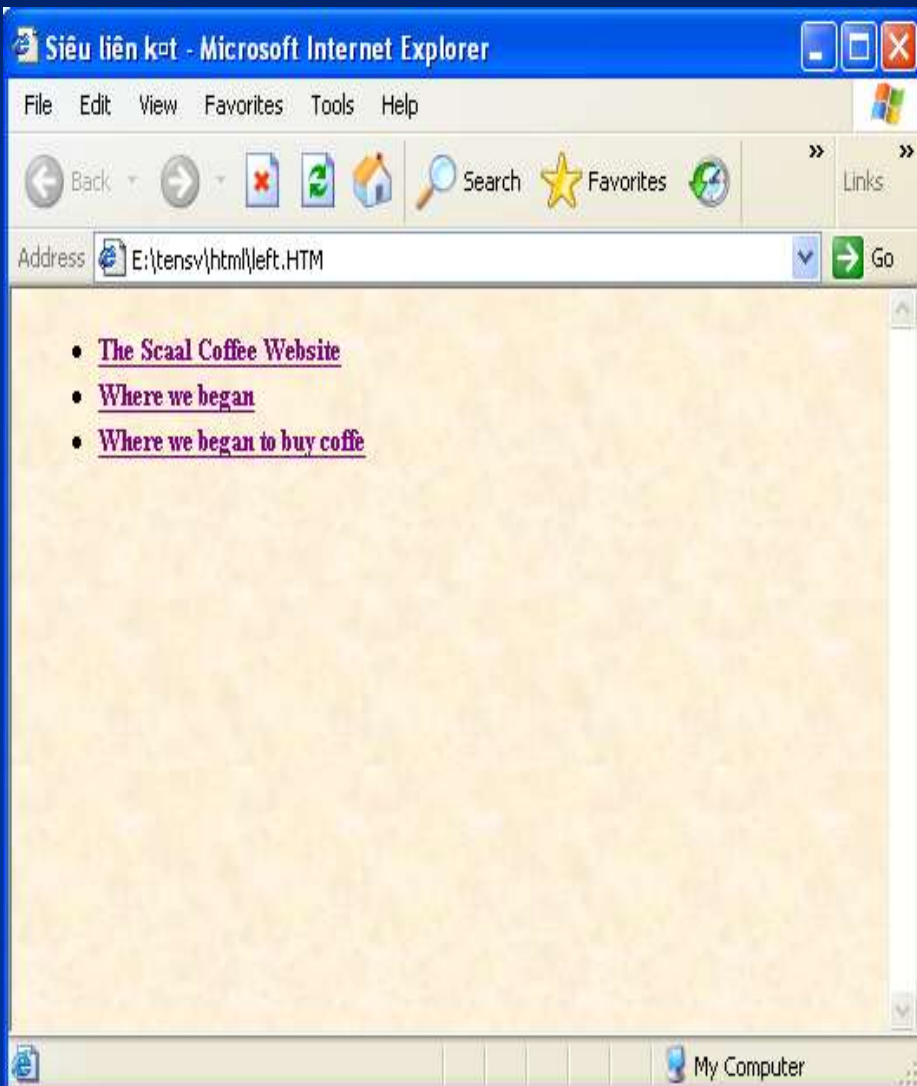 Siêu liên k¤t - Microsoft Internet Explorer
File Edit View Favorites Tools Help
Back Search Favorites » Links »
Address E:\tensv\html\left.HTM Go
• The Scaal Coffee Website
• Where we began
• Where we began to buy coffe
My Computer